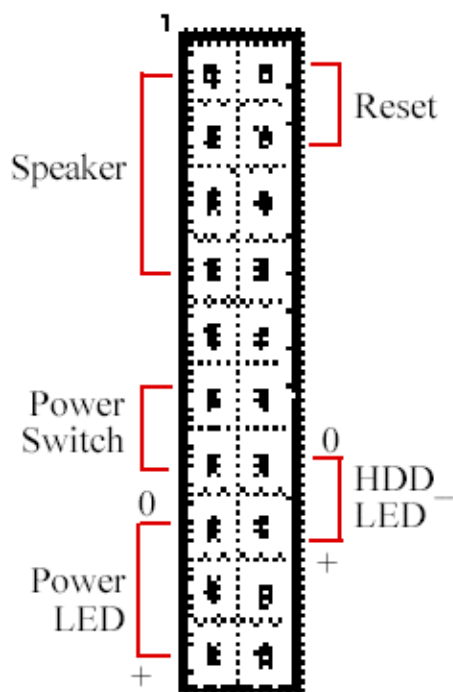 1
Reset
Speaker
Power
Switch
0
0
HDD_
LED
+
Power
LED
+